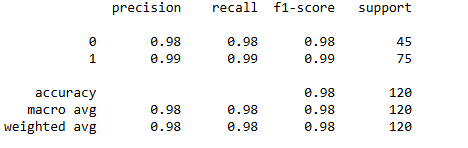 precision recall f1-score support
0 0.98 0.98 0.98 45
1 0.99 0.99 0.99 75
accuracy 0.98 120
macro avg 0.98 0.98 0.98 120
weighted avg 0.98 0.98 0.98 120